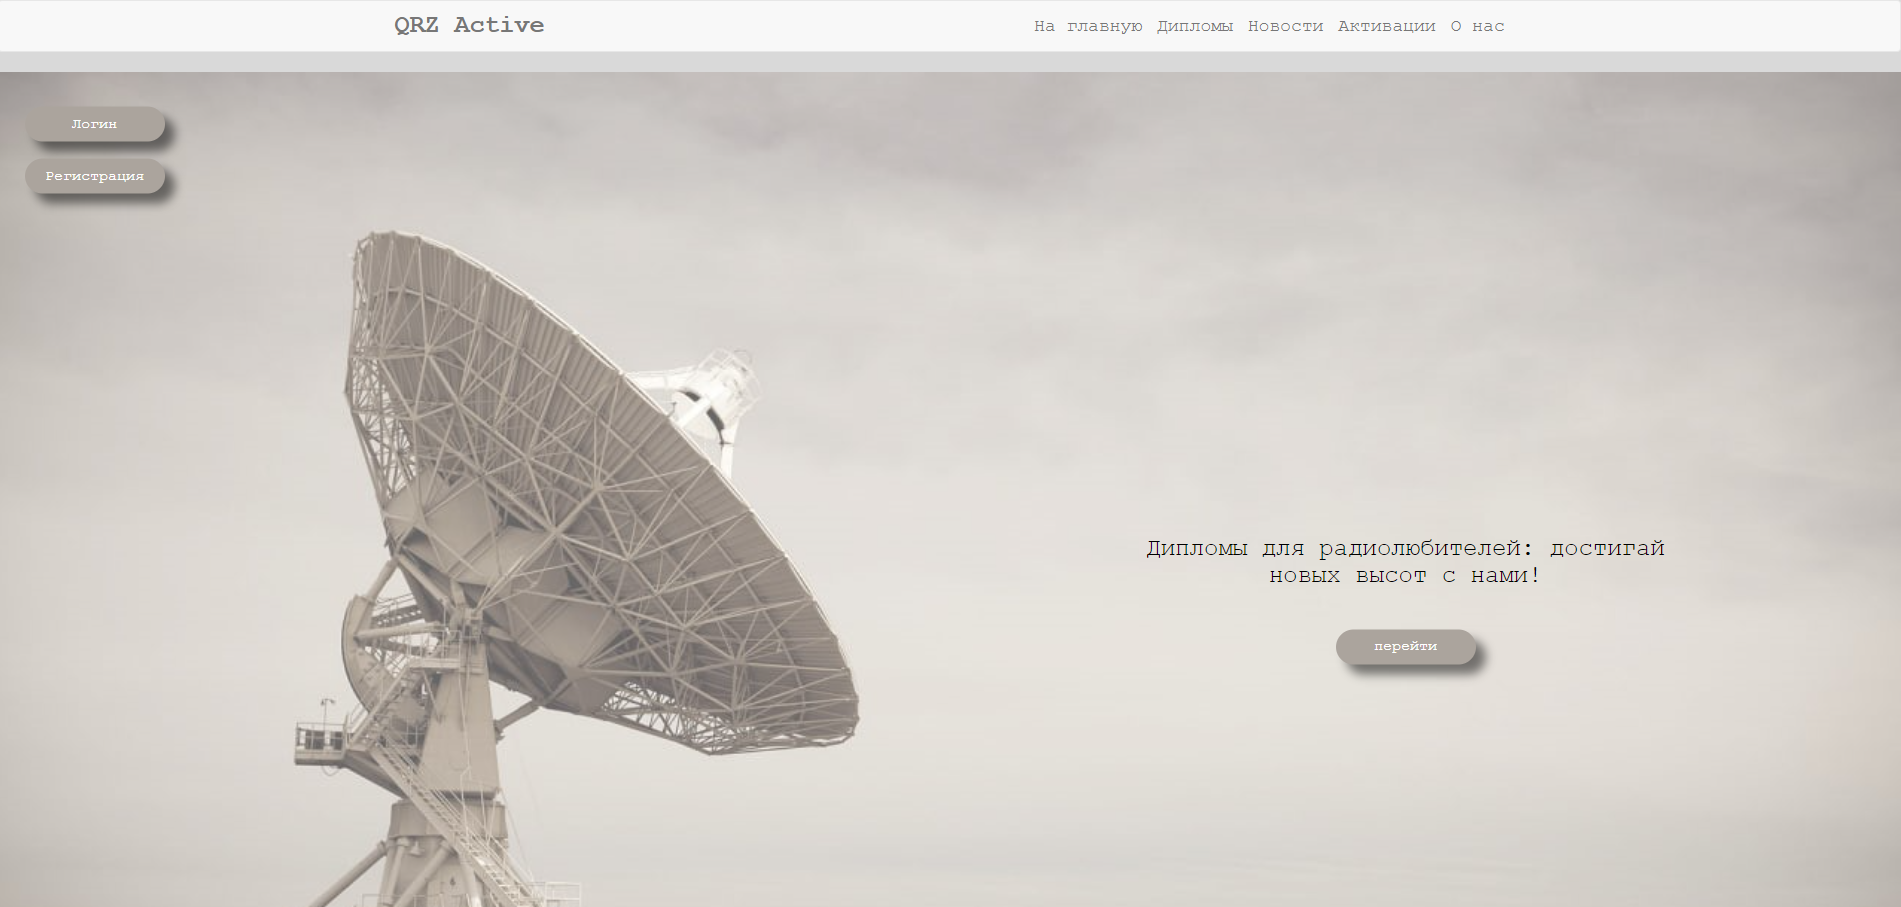 QRZ Active
На главную Дипломы Новости Активации О нас
Логин
Регистрация
Дипломы для радиолюбителей: достигай
новых высот с нами!
перейти